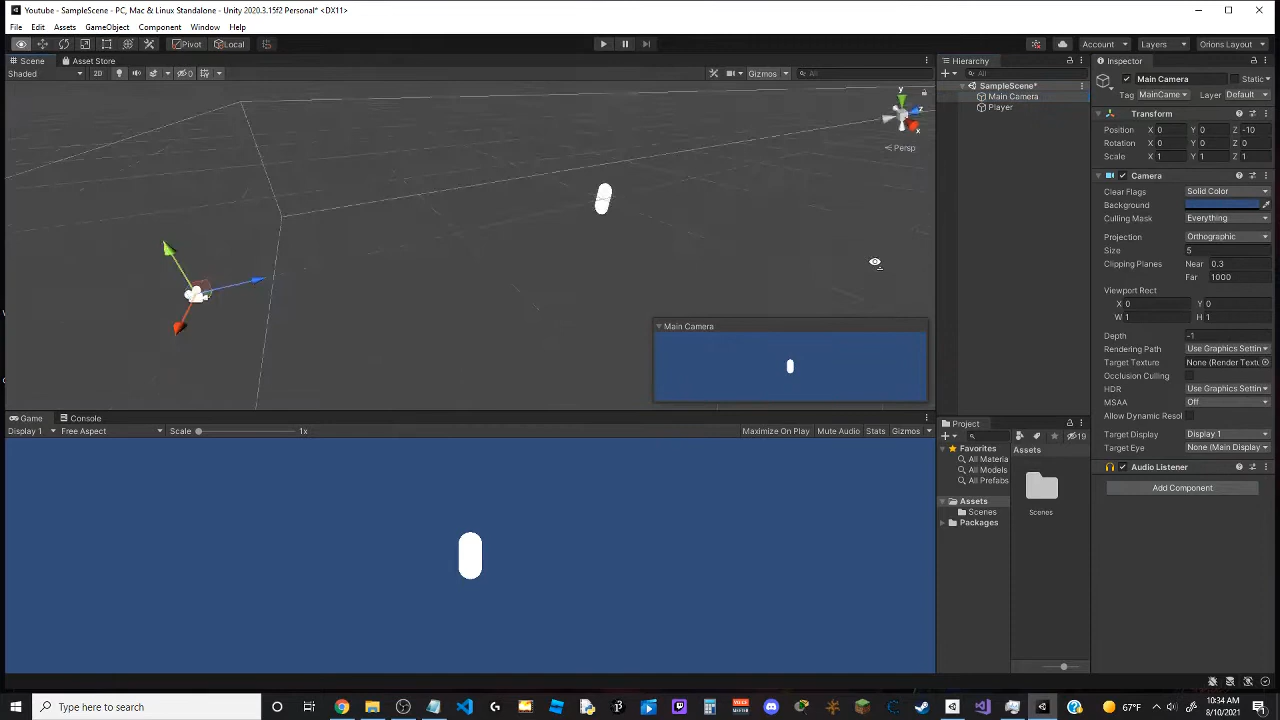 Youtube - SampleScene - PC, Mac & Linux Standalone - Unity 2020.3.15f2 Personal* <DX11>
File Edit Assets GameObject Component Window Help
Pivot Local Account Layers Orions Layout
Scene Asset Store
Shaded 2D 0 Gizmos All
y
z
x
Persp
Main Camera
Game Console
Display 1 Free Aspect Scale 1x Maximize On Play Mute Audio Stats Gizmos
Hierarchy
All
SampleScene*
Main Camera
Player
Project
19
Favorites
All Materia
All Models
All Prefabs
Assets
Scenes
Packages
Assets
Scenes
Inspector
Main Camera Static
Tag MainCame Layer Default
Transform
Position X 0 Y 0 Z -10
Rotation X 0 Y 0 Z 0
Scale X 1 Y 1 Z 1
Camera
Clear Flags Solid Color
Background
Culling Mask Everything
Projection Orthographic
Size 5
Clipping Planes Near 0.3
Far 1000
Viewport Rect
X 0 Y 0
W 1 H 1
Depth -1
Rendering Path Use Graphics Settin
Target Texture None (Render Textu
Occlusion Culling
HDR Use Graphics Settin
MSAA Off
Allow Dynamic Resol
Target Display Display 1
Target Eye None (Main Display
Audio Listener
Add Component
Type here to search
67°F
10:34 AM
8/10/2021